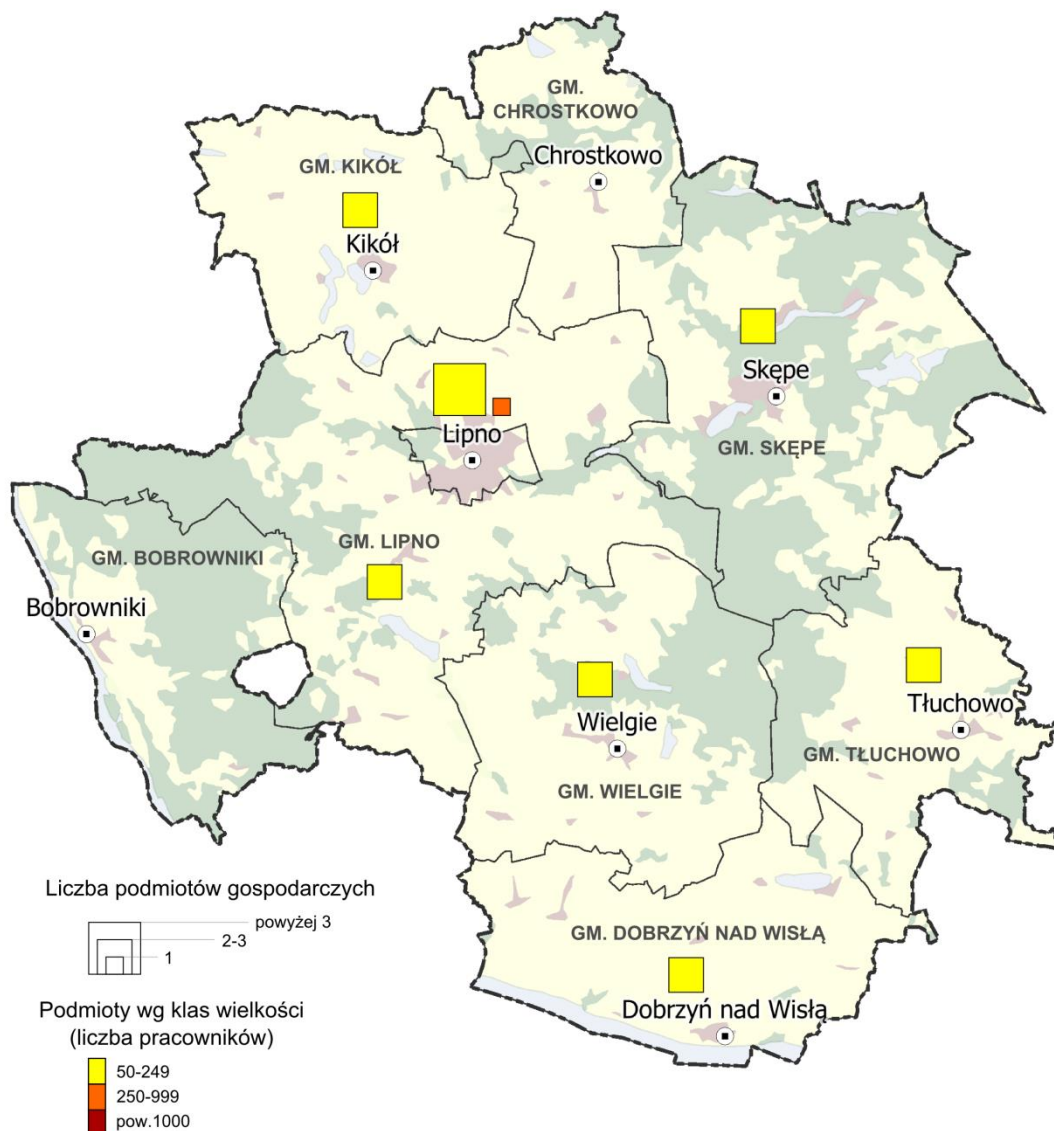 GM.
CHROSTKOWO
Chrostkowo
GM. KIKÓŁ
Kikół
Skępe
Lipno
GM. SKĘPE
GM. LIPNO
GM. BOBROWNIKI
Bobrowniki
Wielgie
Tłuchowo
GM. TŁUCHOWO
GM. WIELGIE
Liczba podmiotów gospodarczych
powyżej 3
2-3
1
GM. DOBRZYŃ NAD WISŁĄ
Dobrzyń nad Wisłą
Podmioty wg klas wielkości
(liczba pracowników)
50-249
250-999
pow.1000